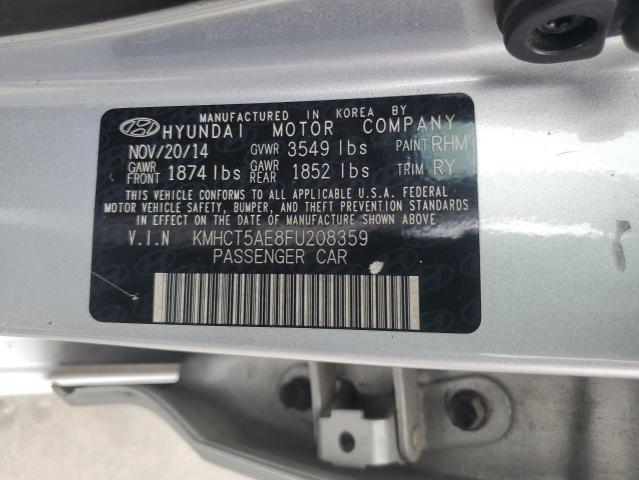 MANUFACTURED IN KOREA BY
HYUNDAI MOTOR COMPANY
NOV/20/14 GVWR 3549 lbs PAINT RHM
GAWR FRONT 1874 lbs GAWR REAR 1852 lbs TRIM RY
THIS VEHICLE CONFORMS TO ALL APPLICABLE U.S.A. FEDERAL
MOTOR VEHICLE SAFETY, BUMPER, AND THEFT PREVENTION STANDARDS
IN EFFECT ON THE DATE OF MANUFACTURE SHOWN ABOVE.
V.I.N KMHCT5AE8FU208359
PASSENGER CAR